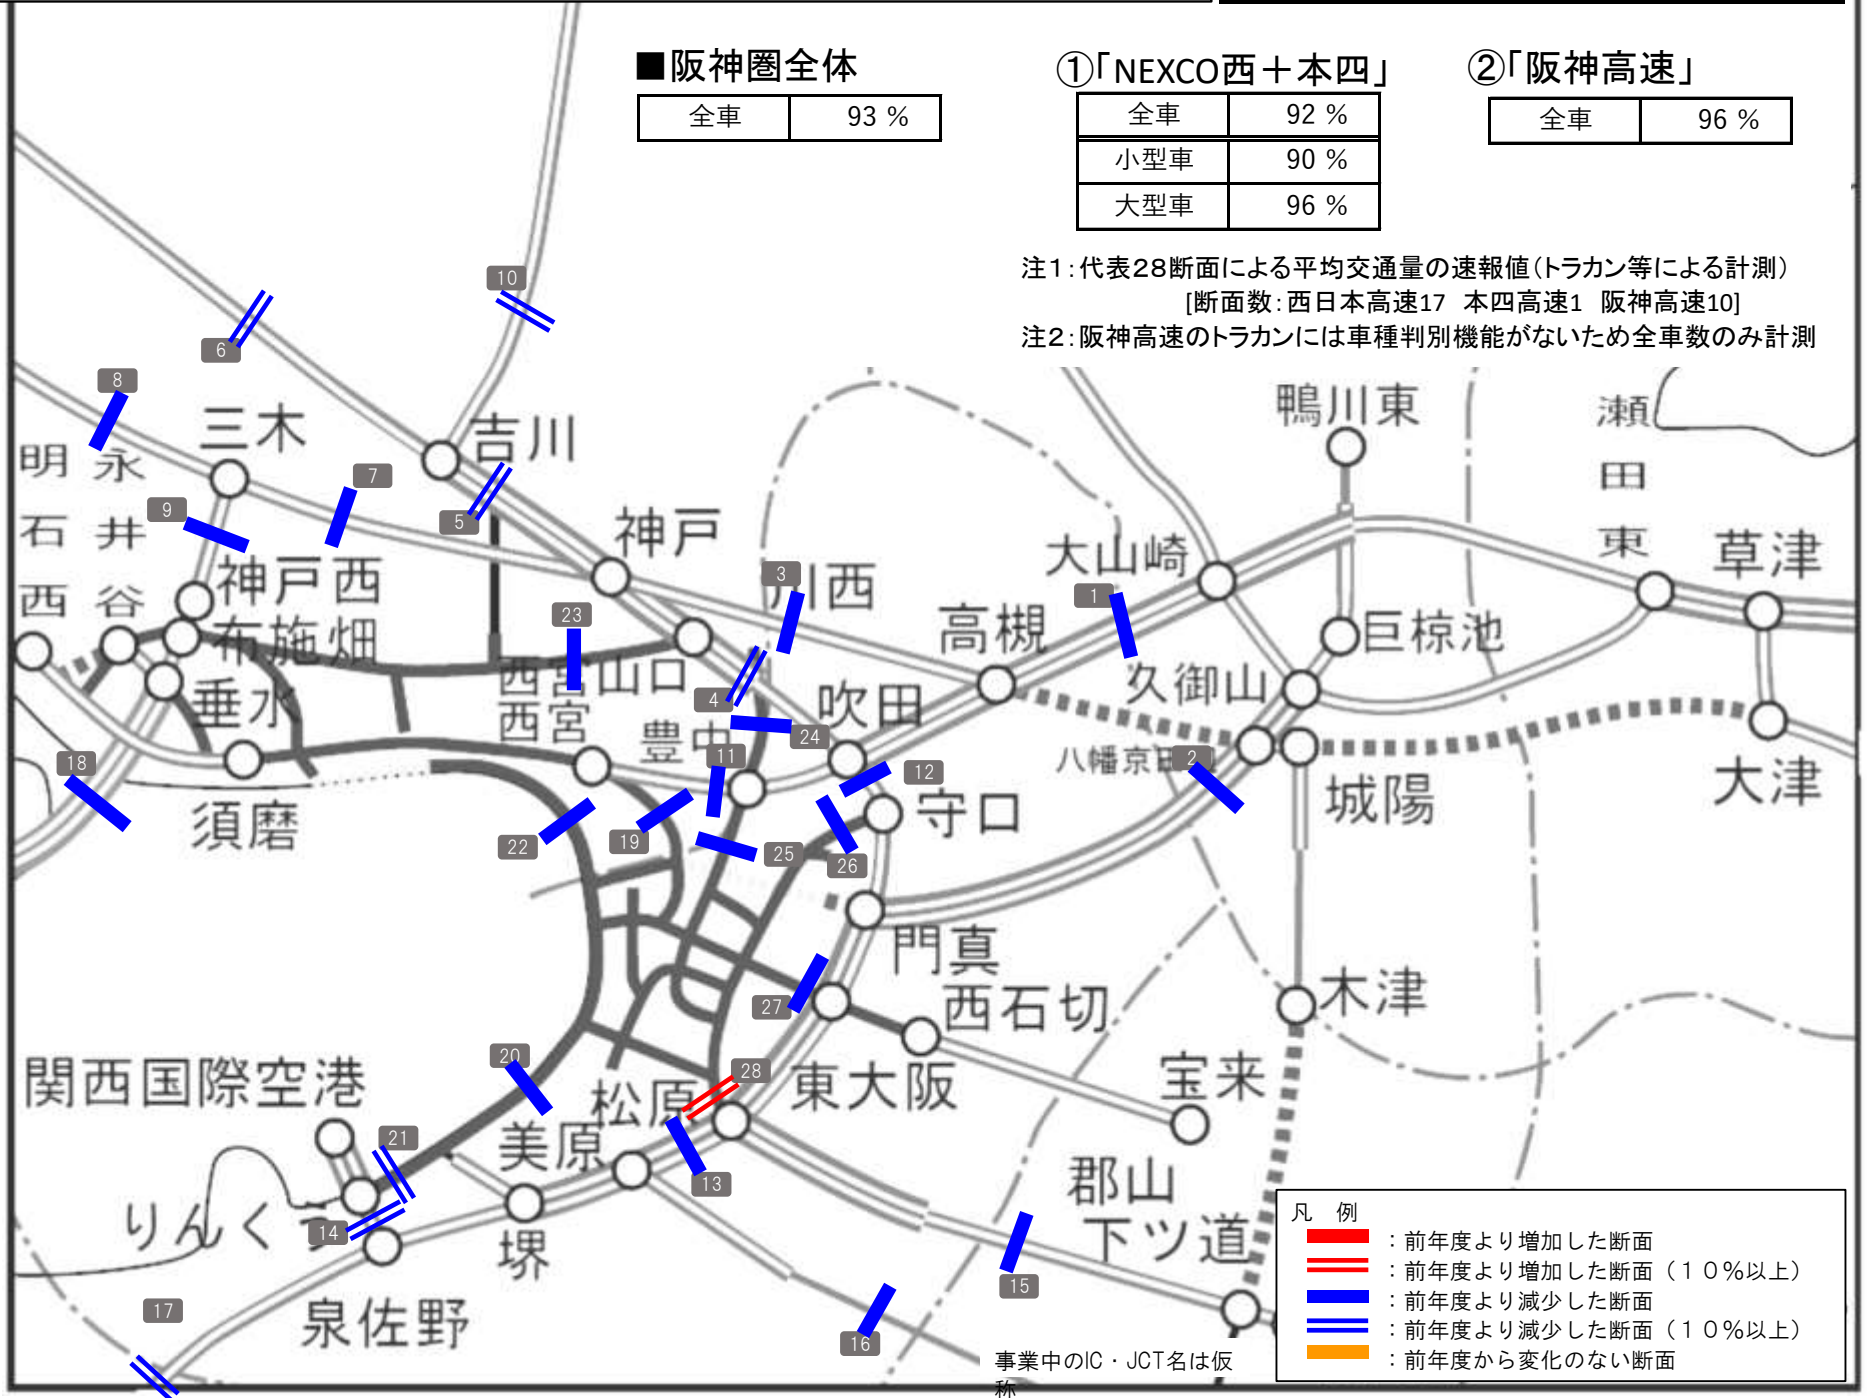 ■阪神圏全体
全車 93 %
①｢NEXCO西＋本四｣
全車 92 %
小型車 90 %
大型車 96 %
②｢阪神高速｣
全車 96 %
注１：代表２８断面による平均交通量の速報値（トラカン等による計測）
［断面数：西日本高速17 本四高速1 阪神高速10］
注２：阪神高速のトラカンには車種判別機能がないため全車数のみ計測
10
6
8
三木
吉川
鴨川東
瀬田東
明石西
永井谷
7
9
5
神戸
神戸西
3
川西
大山崎
1
草津
布施畑
23
高槻
巨椋池
西宮山口
久御山
垂水
4
吹田
西宮
豊中
24
11
12
八幡京田
2
大津
18
城陽
須磨
守口
22
19
25
26
門真
27
西石切
木津
20
関西国際空港
28
松原
東大阪
宝来
21
美原
13
郡山下ツ道
りんくう
14
堺
15
17
泉佐野
16
事業中のIC・JCT名は仮
称
凡 例
：前年度より増加した断面
：前年度より増加した断面（１０％以上）
：前年度より減少した断面
：前年度より減少した断面（１０％以上）
：前年度から変化のない断面